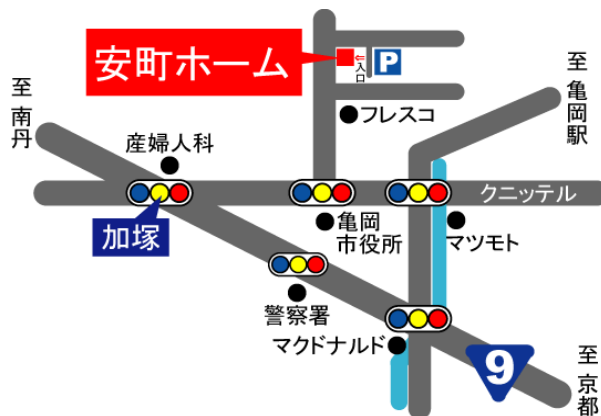 安町ホーム
⇐入口
P
至 亀岡駅
至 南丹
フレスコ
産婦人科
クニッテル
加塚
亀岡
市役所
マツモト
警察署
マクドナルド
9
至 京都